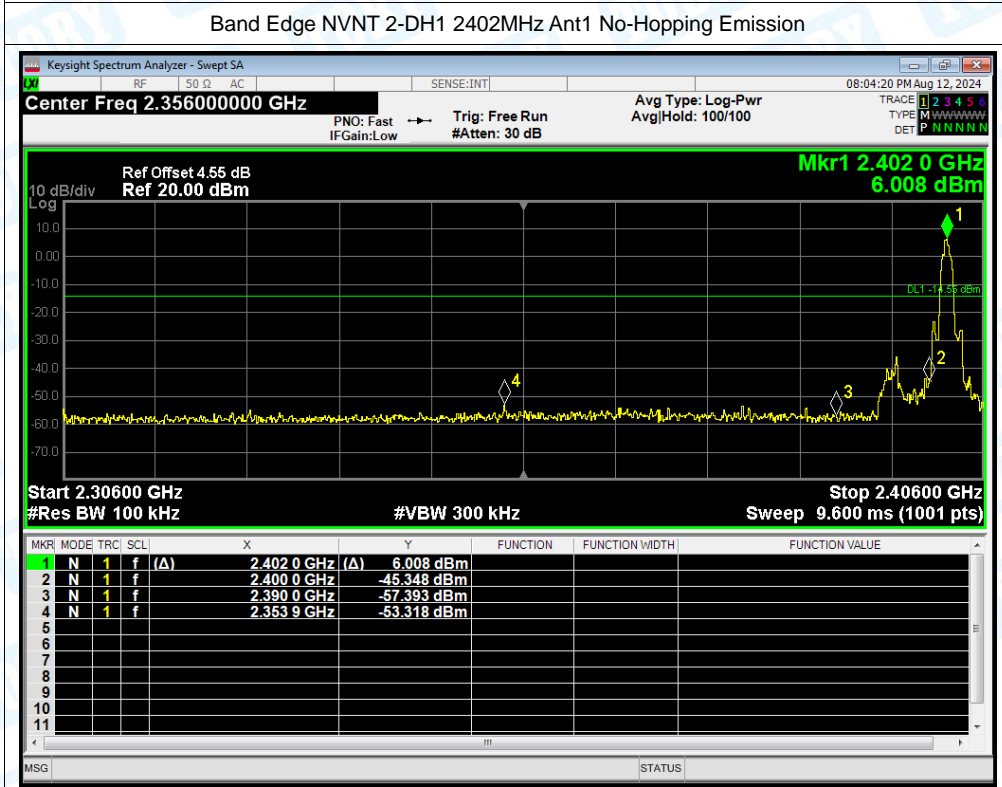 Band Edge NVNT 2-DH1 2402MHz Ant1 No-Hopping Emission
Keysight Spectrum Analyzer - Swept SA
LXI RF 50 Ω AC SENSE:INT 08:04:20 PM Aug 12, 2024
Center Freq 2.356000000 GHz
PNO: Fast
IFGain:Low
Trig: Free Run
#Atten: 30 dB
Avg Type: Log-Pwr
Avg|Hold: 100/100
TRACE 1 2 3 4 5 6
TYPE M WWWWW
DET P N N N N N
Mkr1 2.402 0 GHz
6.008 dBm
Ref Offset 4.55 dB
10 dB/div Ref 20.00 dBm
Log
1
10.0
0.00
-10.0
DL1 -14.55 dBm
-20.0
-30.0
2
-40.0
4
3
-50.0
-60.0
-70.0
Start 2.30600 GHz Stop 2.40600 GHz
#Res BW 100 kHz #VBW 300 kHz Sweep 9.600 ms (1001 pts)
MKR MODE TRC SCL X Y FUNCTION FUNCTION WIDTH FUNCTION VALUE
1 N 1 f (Δ) 2.402 0 GHz (Δ) 6.008 dBm
2 N 1 f 2.400 0 GHz -45.348 dBm
3 N 1 f 2.390 0 GHz -57.393 dBm
4 N 1 f 2.353 9 GHz -53.318 dBm
5
6
7
8
9
10
11
MSG STATUS